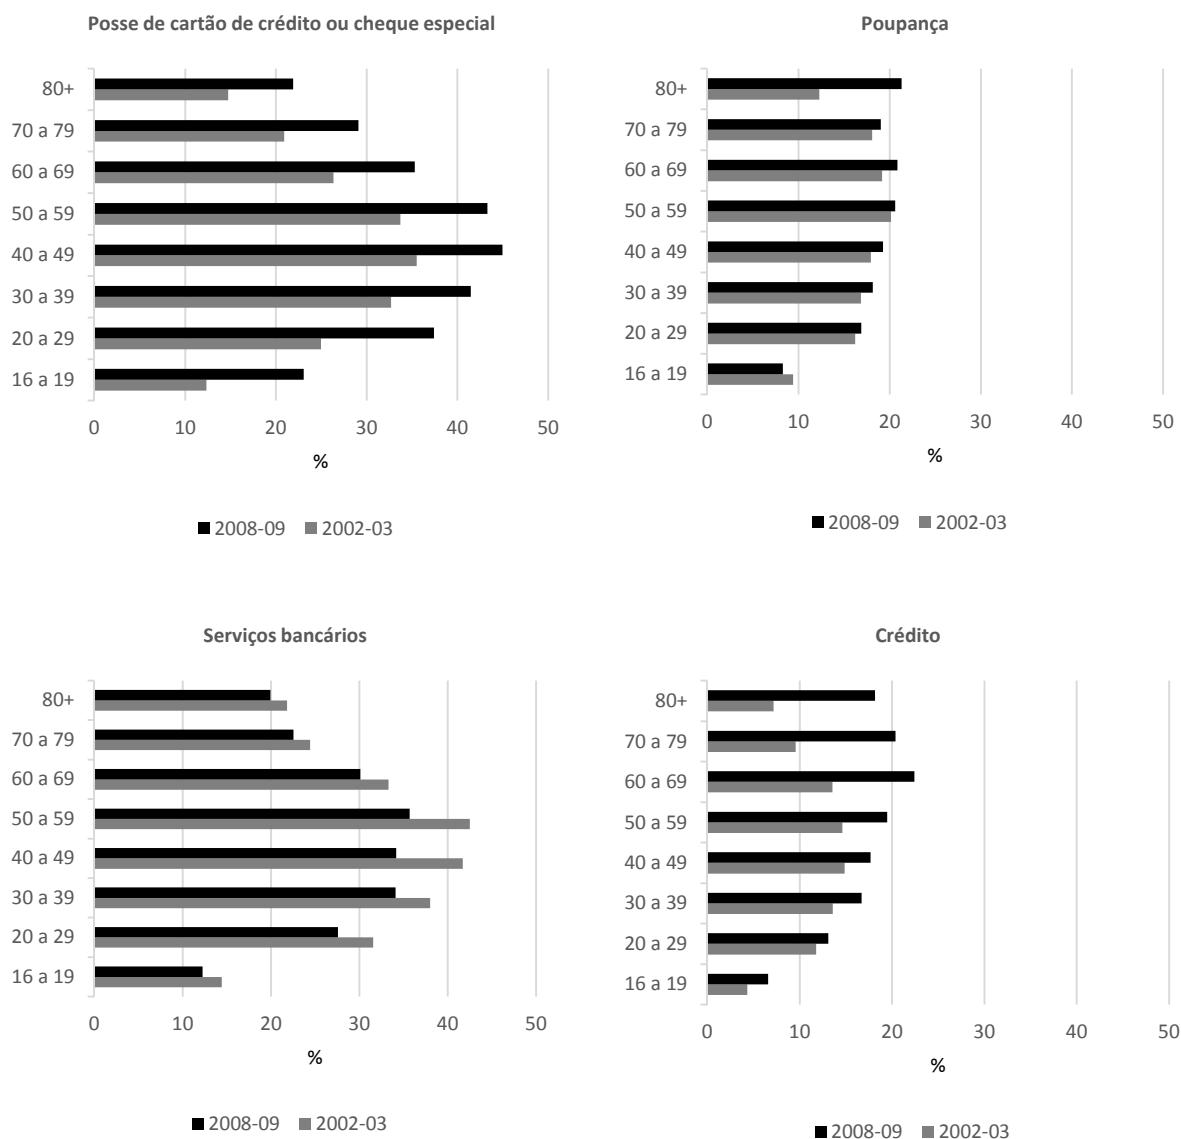 Posse de cartão de crédito ou cheque especial
80+
70 a 79
60 a 69
50 a 59
40 a 49
30 a 39
20 a 29
16 a 19
0 10 20 30 40 50
%
2008-09 2002-03
Poupança
80+
70 a 79
60 a 69
50 a 59
40 a 49
30 a 39
20 a 29
16 a 19
0 10 20 30 40 50
%
2008-09 2002-03
Serviços bancários
80+
70 a 79
60 a 69
50 a 59
40 a 49
30 a 39
20 a 29
16 a 19
0 10 20 30 40 50
%
2008-09 2002-03
Crédito
80+
70 a 79
60 a 69
50 a 59
40 a 49
30 a 39
20 a 29
16 a 19
0 10 20 30 40 50
%
2008-09 2002-03